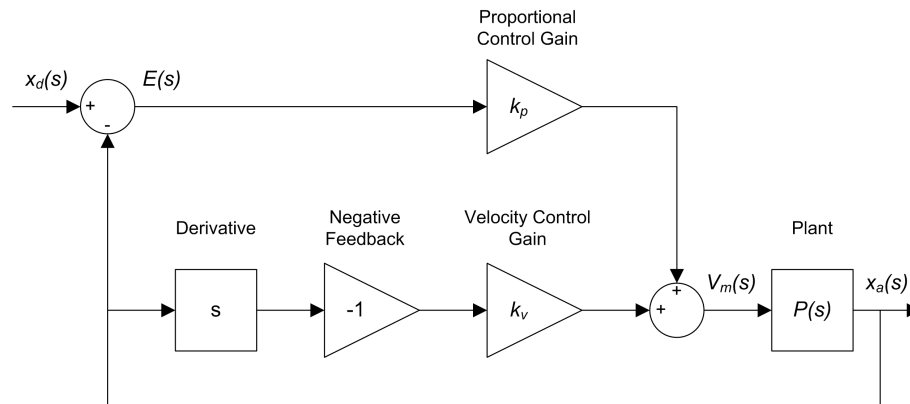 Proportional
Control Gain
x_d(s)
E(s)
+
-
k_p
Derivative
Negative
Feedback
Velocity Control
Gain
Plant
s
-1
k_v
+
+
V_m(s)
P(s)
x_a(s)